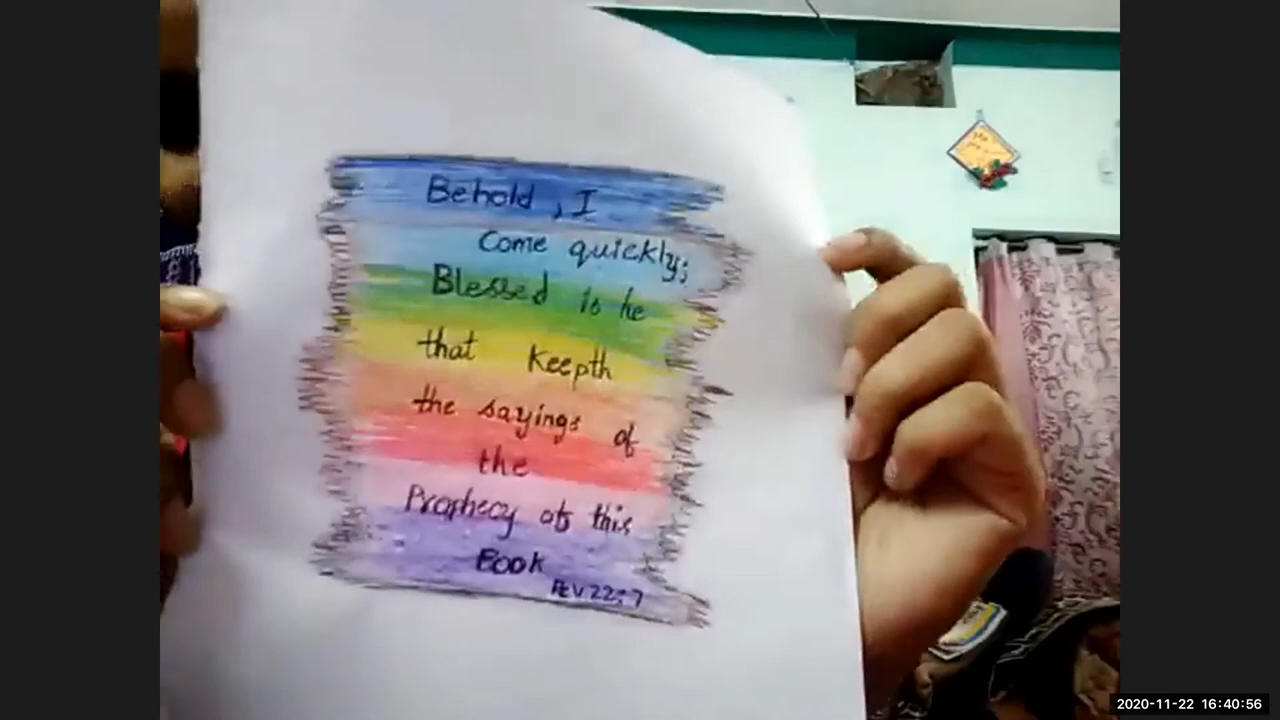 Behold, I
Come quickly;
Blessed is he
that Keepth
the sayings of
the
Prophecy of this
Book
REV 22:7
2020-11-22 16:40:56